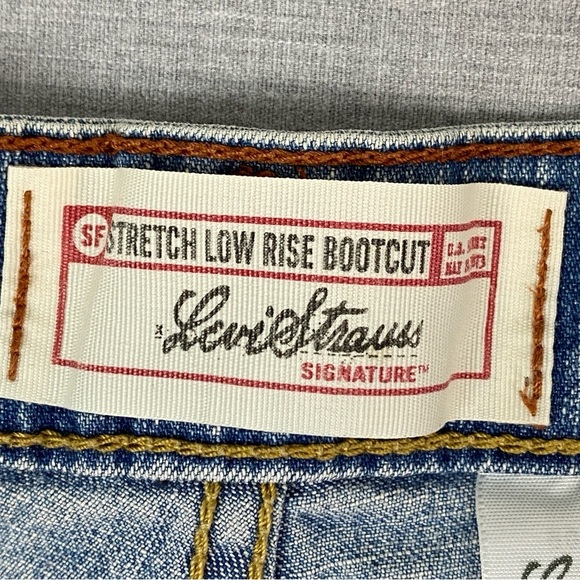 SF STRETCH LOW RISE BOOTCUT
Levi Strauss
SIGNATURE™